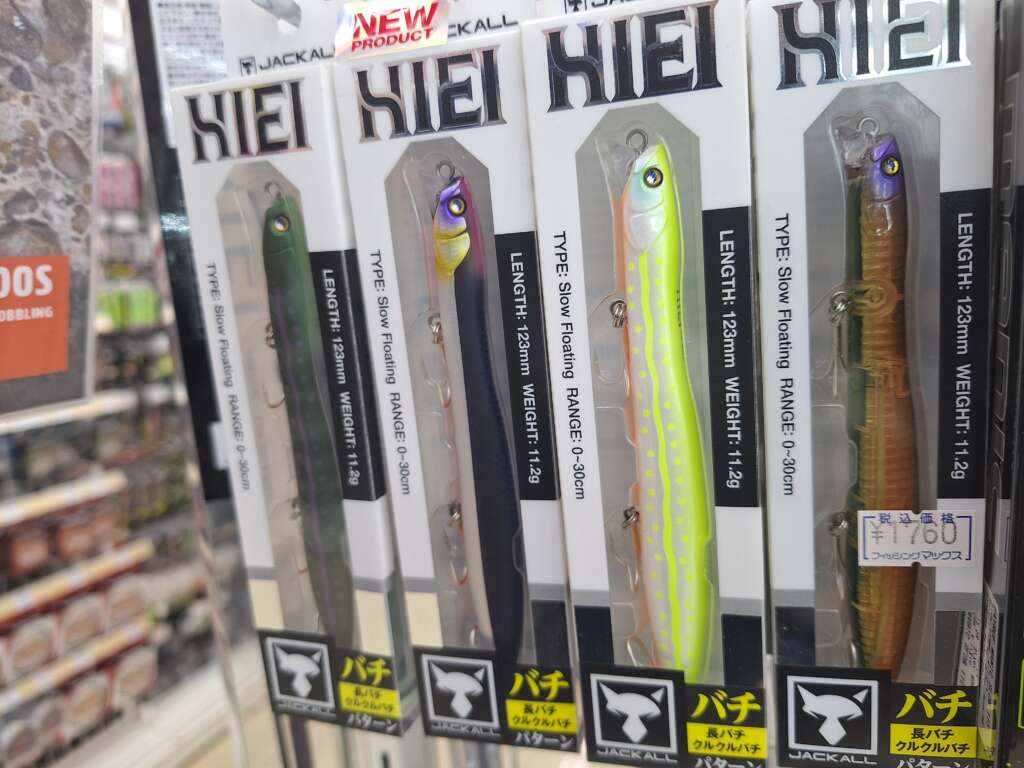 NEW
PRODUCT
JACKALL
HIEI
TYPE: Slow Floating RANGE: 0~30cm
LENGTH: 123mm WEIGHT: 11.2g
JACKALL
バチ
長バチ
クルクルバチ
パターン
JACKALL
HIEI
TYPE: Slow Floating RANGE: 0~30cm
LENGTH: 123mm WEIGHT: 11.2g
JACKALL
バチ
長バチ
クルクルバチ
パターン
JACKALL
HIEI
TYPE: Slow Floating RANGE: 0~30cm
LENGTH: 123mm WEIGHT: 11.2g
JACKALL
バチ
長バチ
クルクルバチ
パターン
HIEI
TYPE: Slow Floating RANGE: 0~30cm
LENGTH: 123mm WEIGHT: 11.2g
税込価格
¥1760
フィッシングマックス
JACKALL
バチ
長バチ
クルクルバチ
パターン
OOS
OBBLING